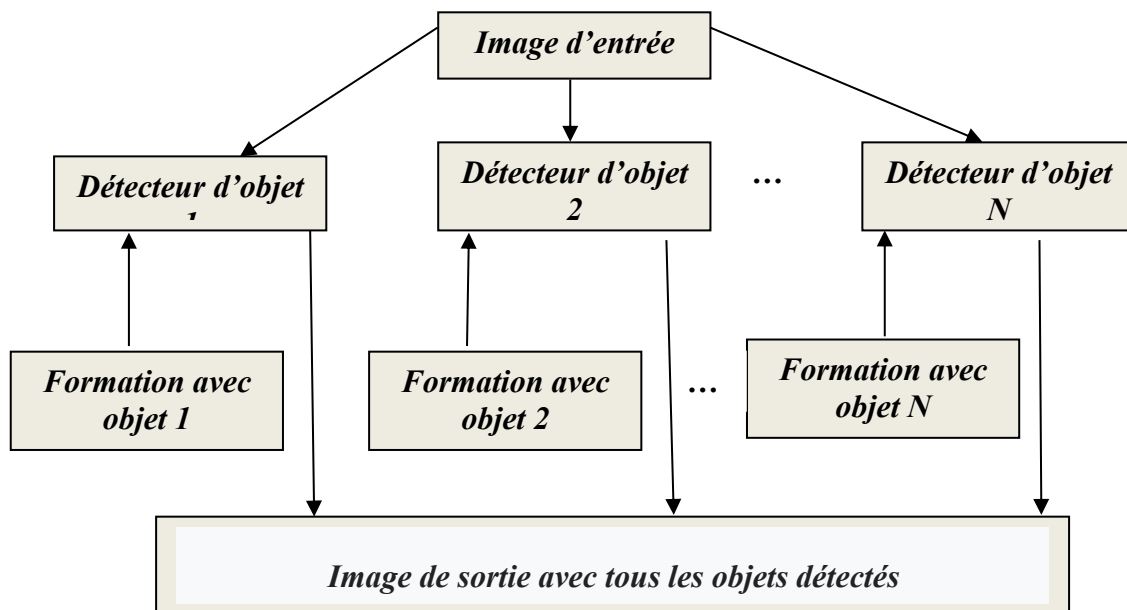 Image d’entrée
Détecteur d’objet
Détecteur d’objet
2
...
Détecteur d’objet
N
Formation avec
objet 1
Formation avec
objet 2
...
Formation avec
objet N
Image de sortie avec tous les objets détectés